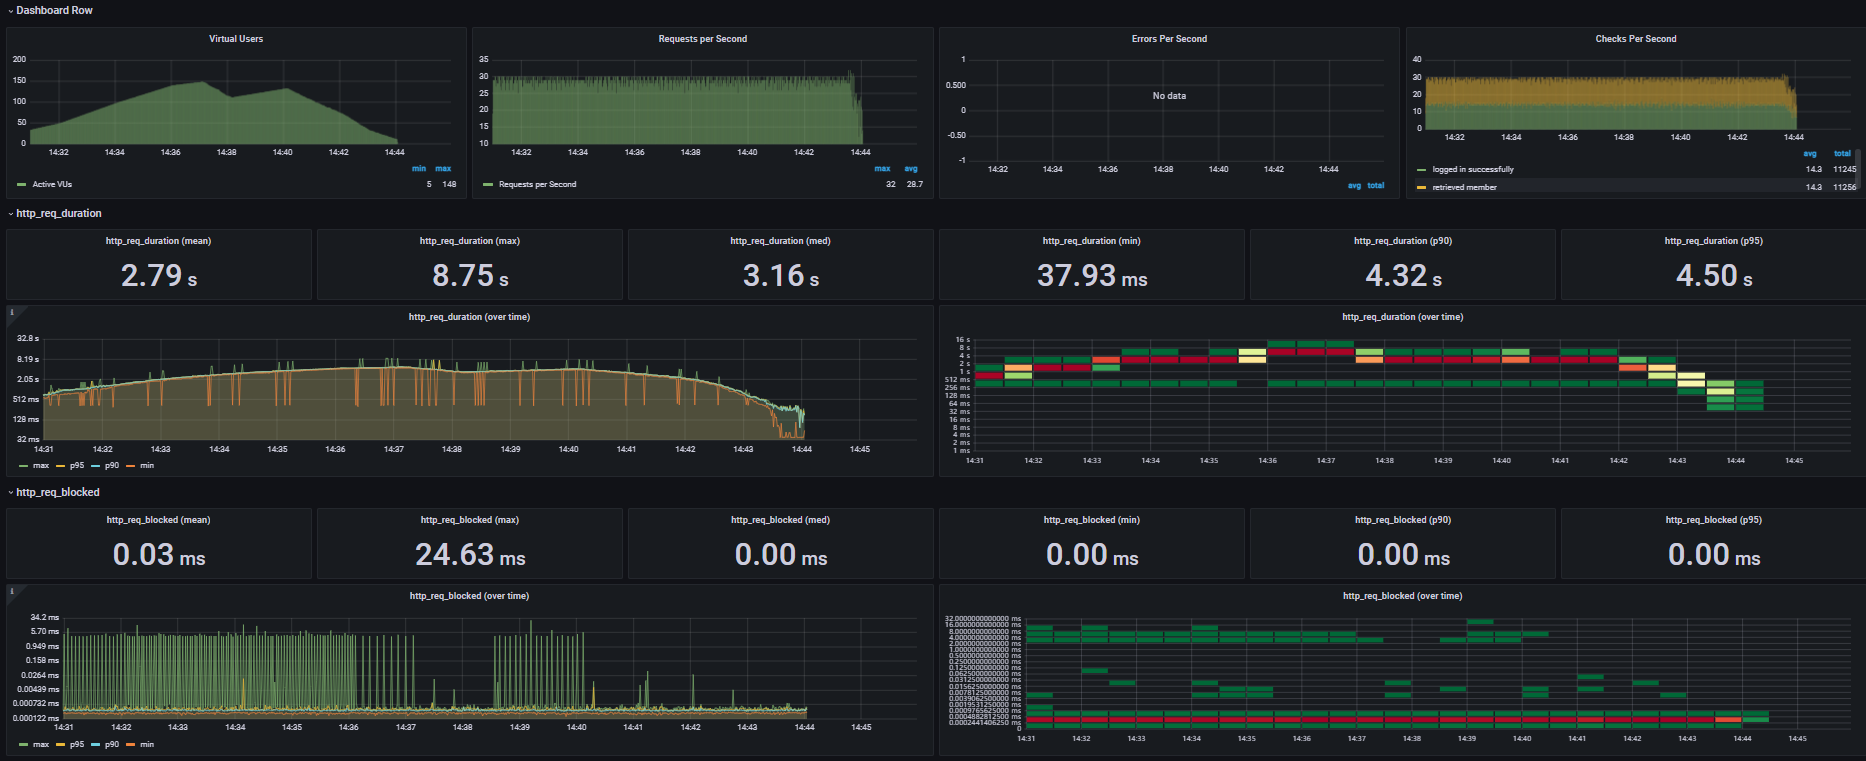 Dashboard Row
Virtual Users
200
150
100
50
0
14:32 14:34 14:36 14:38 14:40 14:42 14:44
min max
Active VUs 5 148
Requests per Second
35
30
25
20
15
10
14:32 14:34 14:36 14:38 14:40 14:42 14:44
max avg
Requests per Second 32 28.7
Errors Per Second
1
0.500
0
-0.50
-1
No data
14:32 14:34 14:36 14:38 14:40 14:42 14:44
avg total
Checks Per Second
40
30
20
10
0
14:32 14:34 14:36 14:38 14:40 14:42 14:44
avg total
logged in successfully 14.3 11245
retrieved member 14.3 11256
http_req_duration
http_req_duration (mean)
2.79 s
http_req_duration (max)
8.75 s
http_req_duration (med)
3.16 s
http_req_duration (min)
37.93 ms
http_req_duration (p90)
4.32 s
http_req_duration (p95)
4.50 s
http_req_duration (over time)
32.8 s
8.19 s
2.05 s
512 ms
128 ms
32 ms
14:31 14:32 14:33 14:34 14:35 14:36 14:37 14:38 14:39 14:40 14:41 14:42 14:43 14:44 14:45
max p95 p90 min
http_req_duration (over time)
16 s
8 s
4 s
2 s
1 s
512 ms
256 ms
128 ms
64 ms
32 ms
16 ms
8 ms
4 ms
2 ms
1 ms
14:31 14:32 14:33 14:34 14:35 14:36 14:37 14:38 14:39 14:40 14:41 14:42 14:43 14:44 14:45
http_req_blocked
http_req_blocked (mean)
0.03 ms
http_req_blocked (max)
24.63 ms
http_req_blocked (med)
0.00 ms
http_req_blocked (min)
0.00 ms
http_req_blocked (p90)
0.00 ms
http_req_blocked (p95)
0.00 ms
http_req_blocked (over time)
34.2 ms
5.70 ms
0.949 ms
0.158 ms
0.0264 ms
0.00439 ms
0.000732 ms
0.000122 ms
14:31 14:32 14:33 14:34 14:35 14:36 14:37 14:38 14:39 14:40 14:41 14:42 14:43 14:44 14:45
max p95 p90 min
http_req_blocked (over time)
32.0000000000000 ms
16.0000000000000 ms
8.0000000000000 ms
4.0000000000000 ms
2.0000000000000 ms
1.0000000000000 ms
0.5000000000000 ms
0.2500000000000 ms
0.1250000000000 ms
0.0625000000000 ms
0.0312500000000 ms
0.0156250000000 ms
0.0078125000000 ms
0.0039062500000 ms
0.0019531250000 ms
0.0009765625000 ms
0.0004882812500 ms
0.0002441406250 ms
0
14:31 14:32 14:33 14:34 14:35 14:36 14:37 14:38 14:39 14:40 14:41 14:42 14:43 14:44 14:45